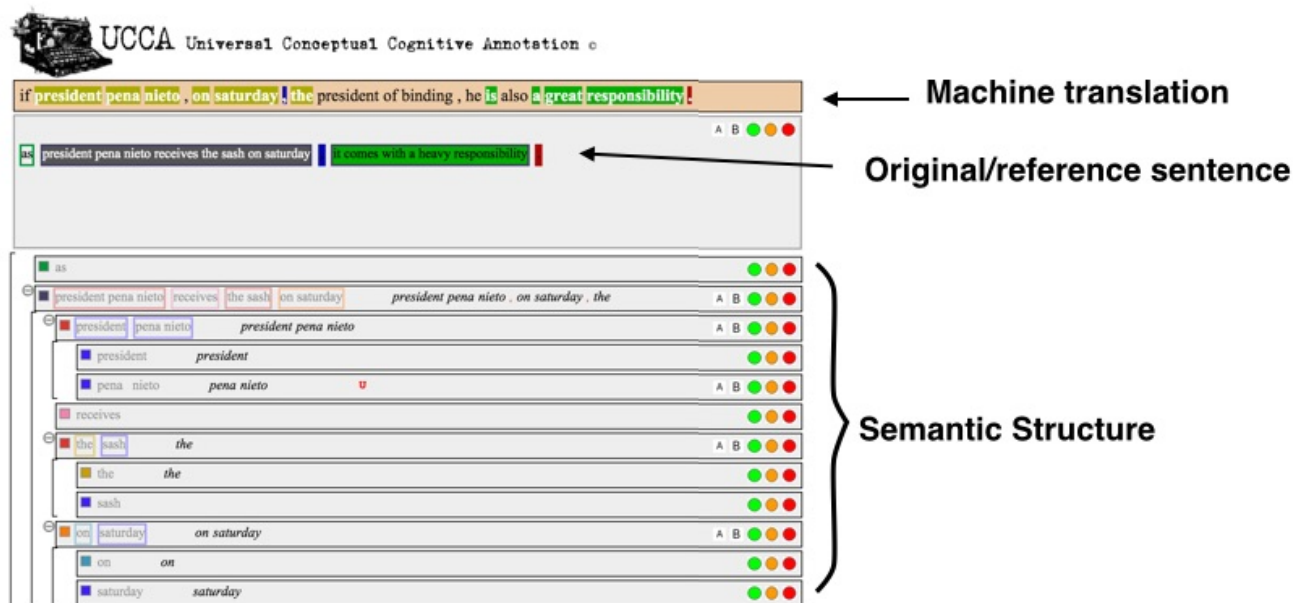 UCCA Universal Conceptual Cognitive Annotation ©
if president pena nieto , on saturday , the president of binding , he is also a great responsibility .
Machine translation
A B
as president pena nieto receives the sash on saturday , it comes with a heavy responsibility .
Original/reference sentence
as
president pena nieto receives the sash on saturday president pena nieto , on saturday , the A B
president pena nieto president pena nieto A B
president president
pena nieto pena nieto U A B
receives
Semantic Structure
the sash the A B
the the
sash
on saturday on saturday A B
on on
saturday saturday